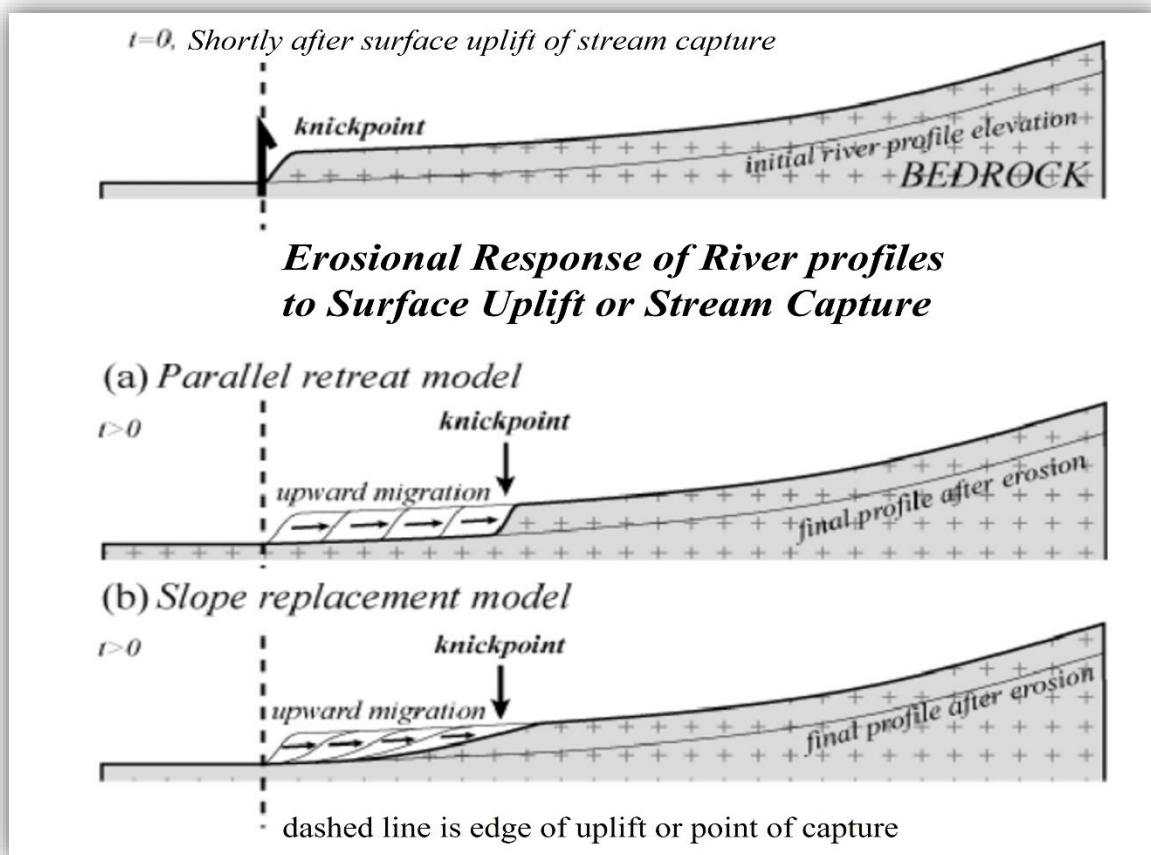 t=0, Shortly after surface uplift of stream capture
knickpoint
initial river profile elevation
BEDROCK
Erosional Response of River profiles
to Surface Uplift or Stream Capture
(a) Parallel retreat model
t>0
knickpoint
upward migration
final profile after erosion
(b) Slope replacement model
t>0
knickpoint
upward migration
final profile after erosion
dashed line is edge of uplift or point of capture